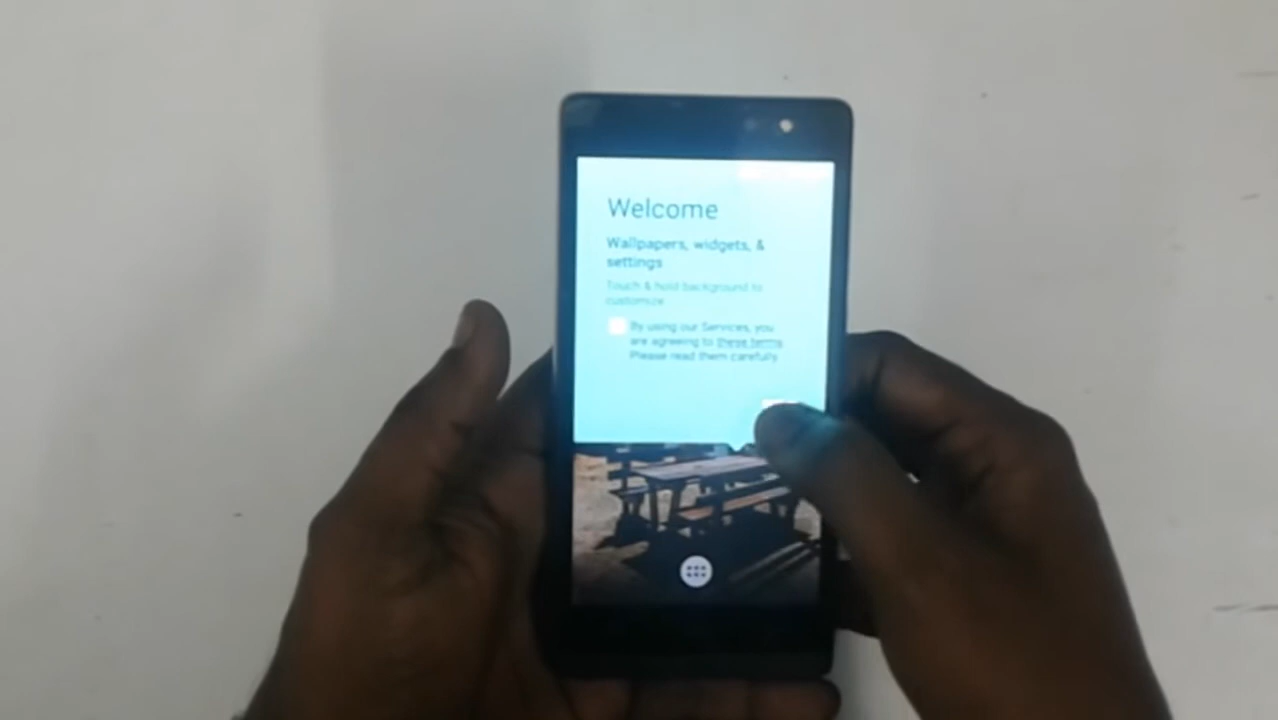 Welcome
Wallpapers, widgets, &
settings
Touch & hold background to
customize
By using our Services, you
are agreeing to these terms.
Please read them carefully.